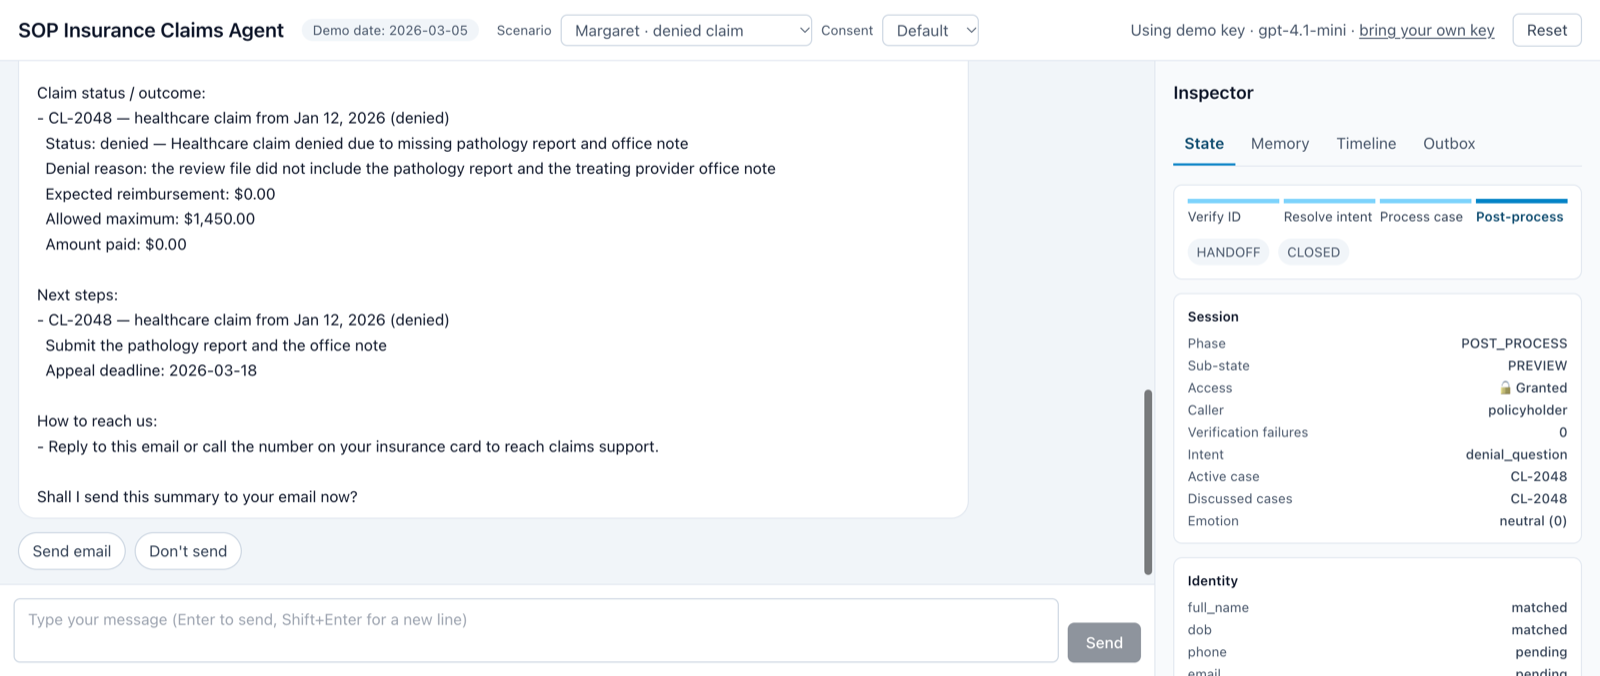 SOP Insurance Claims Agent
Demo date: 2026-03-05
Scenario
Margaret · denied claim
Consent
Default
Using demo key · gpt-4.1-mini · bring your own key
Reset
Claim status / outcome:
- CL-2048 — healthcare claim from Jan 12, 2026 (denied)
Status: denied — Healthcare claim denied due to missing pathology report and office note
Denial reason: the review file did not include the pathology report and the treating provider office note
Expected reimbursement: $0.00
Allowed maximum: $1,450.00
Amount paid: $0.00
Next steps:
- CL-2048 — healthcare claim from Jan 12, 2026 (denied)
Submit the pathology report and the office note
Appeal deadline: 2026-03-18
How to reach us:
- Reply to this email or call the number on your insurance card to reach claims support.
Shall I send this summary to your email now?
Send email
Don't send
Type your message (Enter to send, Shift+Enter for a new line)
Send
Inspector
State Memory Timeline Outbox
Verify ID Resolve intent Process case Post-process
HANDOFF CLOSED
Session
Phase POST_PROCESS
Sub-state PREVIEW
Access 🔓 Granted
Caller policyholder
Verification failures 0
Intent denial_question
Active case CL-2048
Discussed cases CL-2048
Emotion neutral (0)
Identity
full_name matched
dob matched
phone pending
email pending